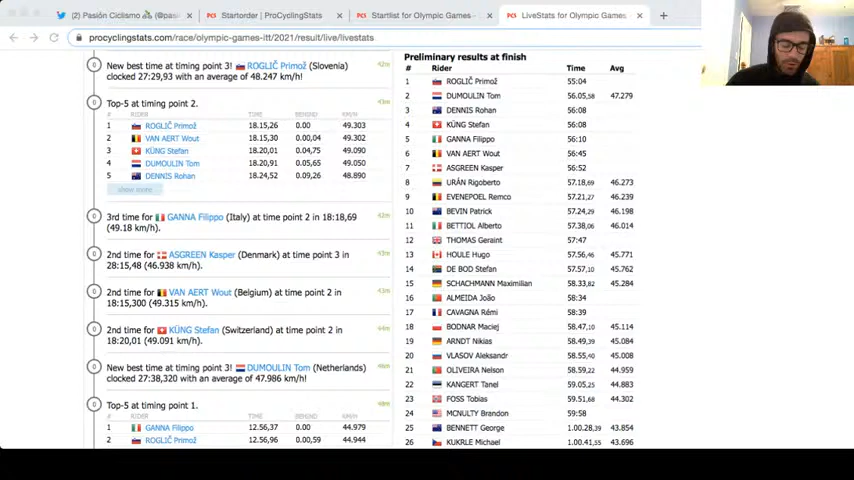 (2) Pasión Ciclismo 🚴 (@pas
Startorder | ProCyclingStats
Startlist for Olympic Games -
LiveStats for Olympic Games
procyclingstats.com/race/olympic-games-itt/2021/result/live/livestats
New best time at timing point 3! ROGLIČ Primož (Slovenia)
clocked 27:29,93 with an average of 48.247 km/h!
42m
Top-5 at timing point 2.
43m
# RIDER TIME BEHIND KM/H
1 ROGLIČ Primož 18.15,26 0.00 49.303
2 VAN AERT Wout 18.15,30 0.00,04 49.302
3 KÜNG Stefan 18.20,01 0.04,75 49.090
4 DUMOULIN Tom 18.20,91 0.05,65 49.050
5 DENNIS Rohan 18.24,52 0.09,26 48.890
show more
3rd time for GANNA Filippo (Italy) at time point 2 in 18:18,69
(49.18 km/v).
2nd time for ASGREEN Kasper (Denmark) at time point 3 in
28:15,48 (46.938 km/v).
43m
2nd time for VAN AERT Wout (Belgium) at time point 2 in
18:15,300 (49.315 km/v).
43m
2nd time for KÜNG Stefan (Switzerland) at time point 2 in
18:20,01 (49.091 km/v).
44m
New best time at timing point 3! DUMOULIN Tom (Netherlands)
clocked 27:38,320 with an average of 47.986 km/h!
Top-5 at timing point 1.
# RIDER TIME BEHIND KM/H
1 GANNA Filippo 12.56,37 0.00 44.979
2 ROGLIČ Primož 12.56,96 0.00,59 44.944
Preliminary results at finish
# Rider Time Avg
1 ROGLIČ Primož 55:04
2 DUMOULIN Tom 56.05,58 47.279
3 DENNIS Rohan 56:08
4 KÜNG Stefan 56:08
5 GANNA Filippo 56:10
6 VAN AERT Wout 56:45
7 ASGREEN Kasper 56:52
8 URÁN Rigoberto 57.18,69 46.273
9 EVENEPOEL Remco 57.21,27 46.239
10 BEVIN Patrick 57.24,29 46.198
11 BETTIOL Alberto 57.38,06 46.014
12 THOMAS Geraint 57:47
13 HOULE Hugo 57.56,46 45.771
14 DE BOD Stefan 57.57,10 45.762
15 SCHACHMANN Maximilian 58.33,82 45.284
16 ALMEIDA João 58:34
17 CAVAGNA Rémi 58:39
18 BODNAR Maciej 58.47,10 45.114
19 ARNDT Nikias 58.49,39 45.084
20 VLASOV Aleksandr 58.55,40 45.008
21 OLIVEIRA Nelson 58.59,22 44.959
22 KANGERT Tanel 59.05,25 44.883
23 FOSS Tobias 59.51,68 44.302
24 MCNULTY Brandon 59:58
25 BENNETT George 1.00.28,39 43.854
26 KUKRLE Michael 1.00.41,55 43.696